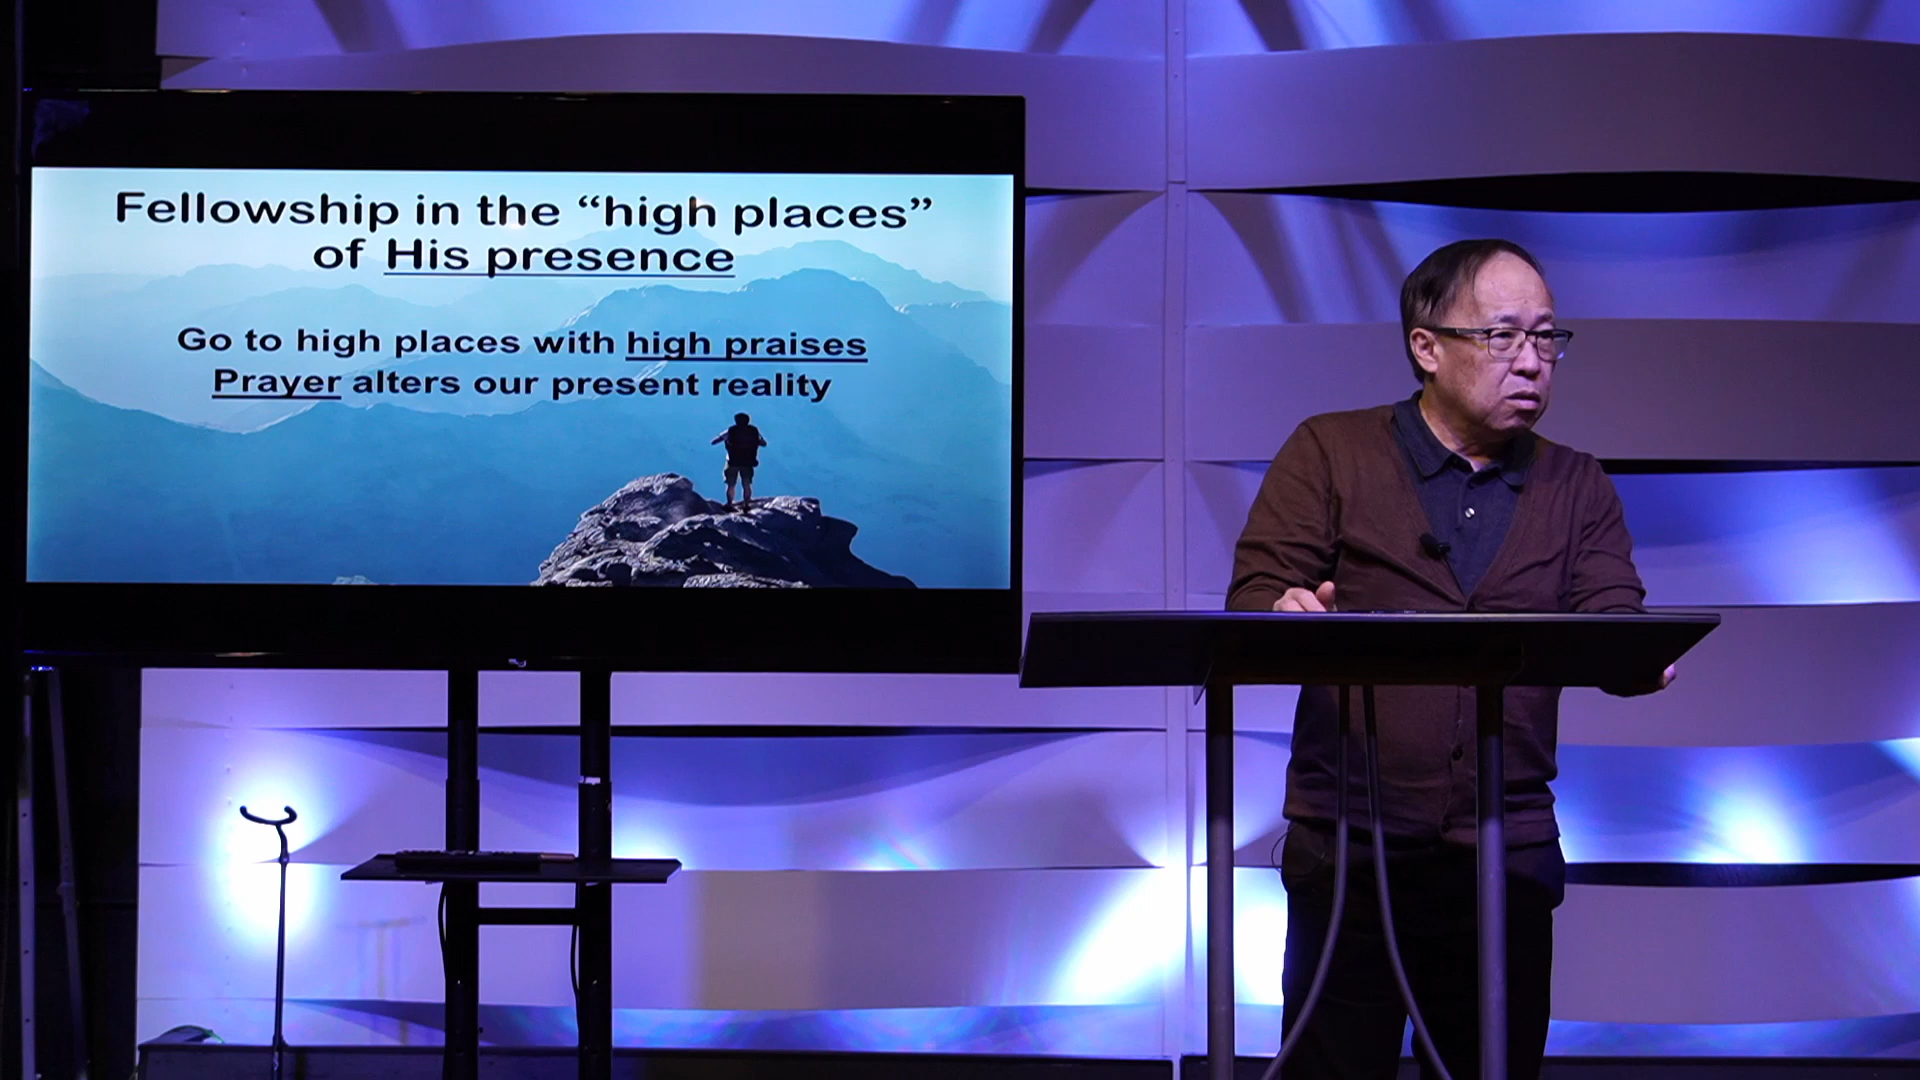 Fellowship in the “high places”
of His presence
Go to high places with high praises
Prayer alters our present reality